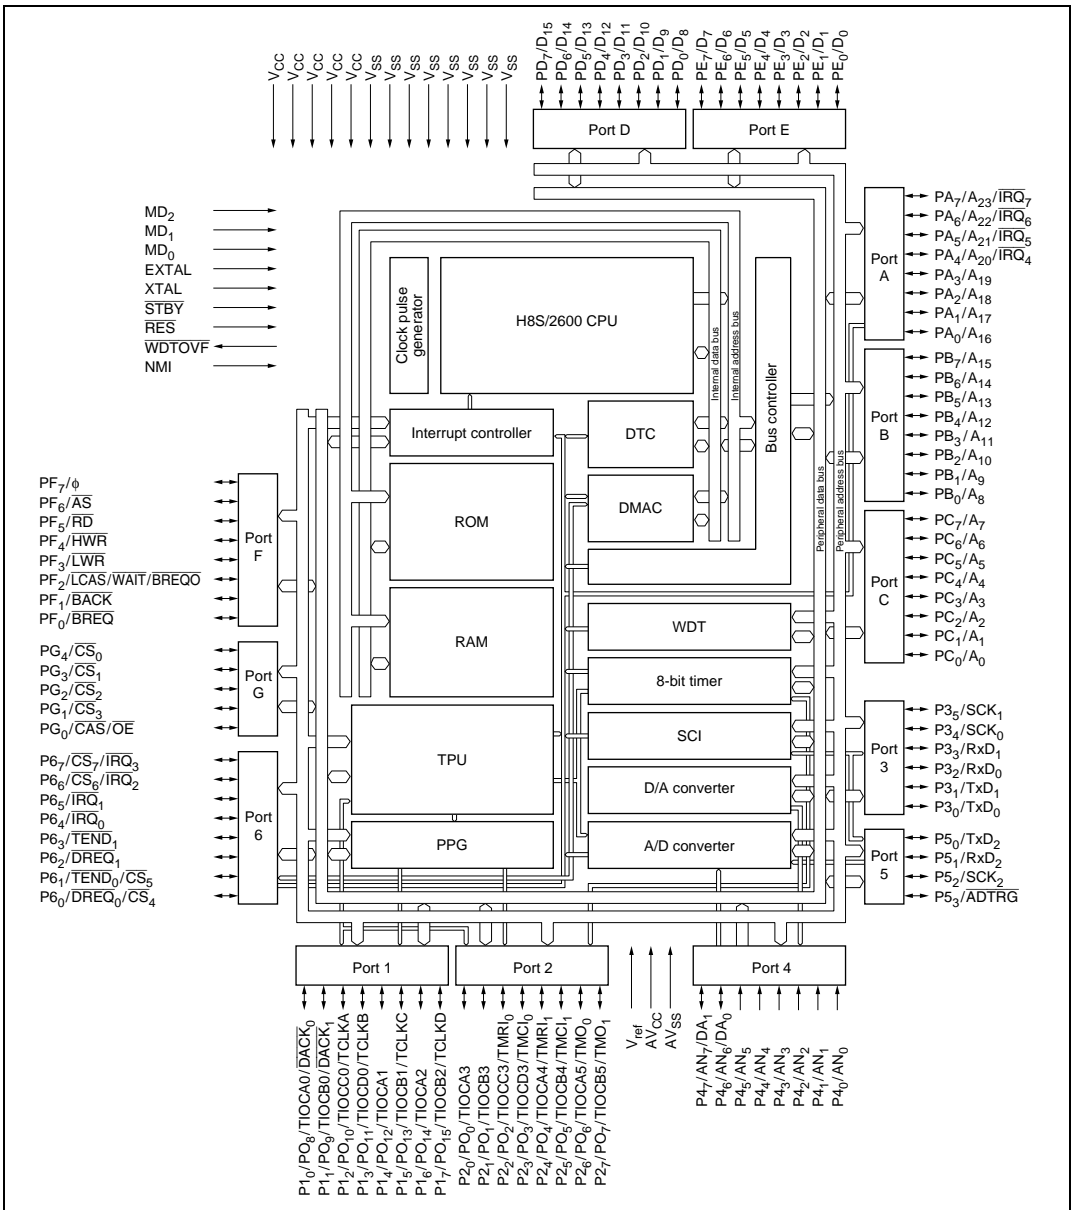 VCC
VCC
VCC
VCC
VCC
VSS
VSS
VSS
VSS
VSS
VSS
VSS
VSS
PD7/D15
PD6/D14
PD5/D13
PD4/D12
PD3/D11
PD2/D10
PD1/D9
PD0/D8
PE7/D7
PE6/D6
PE5/D5
PE4/D4
PE3/D3
PE2/D2
PE1/D1
PE0/D0
Port D
Port E
MD2
MD1
MD0
EXTAL
XTAL
STBY
RES
WDTOVF
NMI
Clock pulse
generator
H8S/2600 CPU
Internal data bus
Internal address bus
Bus controller
Peripheral data bus
Peripheral address bus
Interrupt controller
DTC
ROM
DMAC
RAM
WDT
8-bit timer
TPU
SCI
D/A converter
PPG
A/D converter
Port
A
PA7/A23/IRQ7
PA6/A22/IRQ6
PA5/A21/IRQ5
PA4/A20/IRQ4
PA3/A19
PA2/A18
PA1/A17
PA0/A16
Port
B
PB7/A15
PB6/A14
PB5/A13
PB4/A12
PB3/A11
PB2/A10
PB1/A9
PB0/A8
Port
C
PC7/A7
PC6/A6
PC5/A5
PC4/A4
PC3/A3
PC2/A2
PC1/A1
PC0/A0
Port
3
P35/SCK1
P34/SCK0
P33/RxD1
P32/RxD0
P31/TxD1
P30/TxD0
Port
5
P50/TxD2
P51/RxD2
P52/SCK2
P53/ADTRG
PF7/φ
PF6/AS
PF5/RD
PF4/HWR
PF3/LWR
PF2/LCAS/WAIT/BREQO
PF1/BACK
PF0/BREQ
Port
F
PG4/CS0
PG3/CS1
PG2/CS2
PG1/CS3
PG0/CAS/OE
Port
G
P67/CS7/IRQ3
P66/CS6/IRQ2
P65/IRQ1
P64/IRQ0
P63/TEND1
P62/DREQ1
P61/TEND0/CS5
P60/DREQ0/CS4
Port
6
Port 1
Port 2
Port 4
P10/PO8/TIOCA0/DACK0
P11/PO9/TIOCB0/DACK1
P12/PO10/TIOCC0/TCLKA
P13/PO11/TIOCD0/TCLKB
P14/PO12/TIOCA1
P15/PO13/TIOCB1/TCLKC
P16/PO14/TIOCA2
P17/PO15/TIOCB2/TCLKD
P20/PO0/TIOCA3
P21/PO1/TIOCB3
P22/PO2/TIOCC3/TMRI0
P23/PO3/TIOCD3/TMCI0
P24/PO4/TIOCA4/TMRI1
P25/PO5/TIOCB4/TMCI1
P26/PO6/TIOCA5/TMO0
P27/PO7/TIOCB5/TMO1
Vref
AVCC
AVSS
P47/AN7/DA1
P46/AN6/DA0
P45/AN5
P44/AN4
P43/AN3
P42/AN2
P41/AN1
P40/AN0